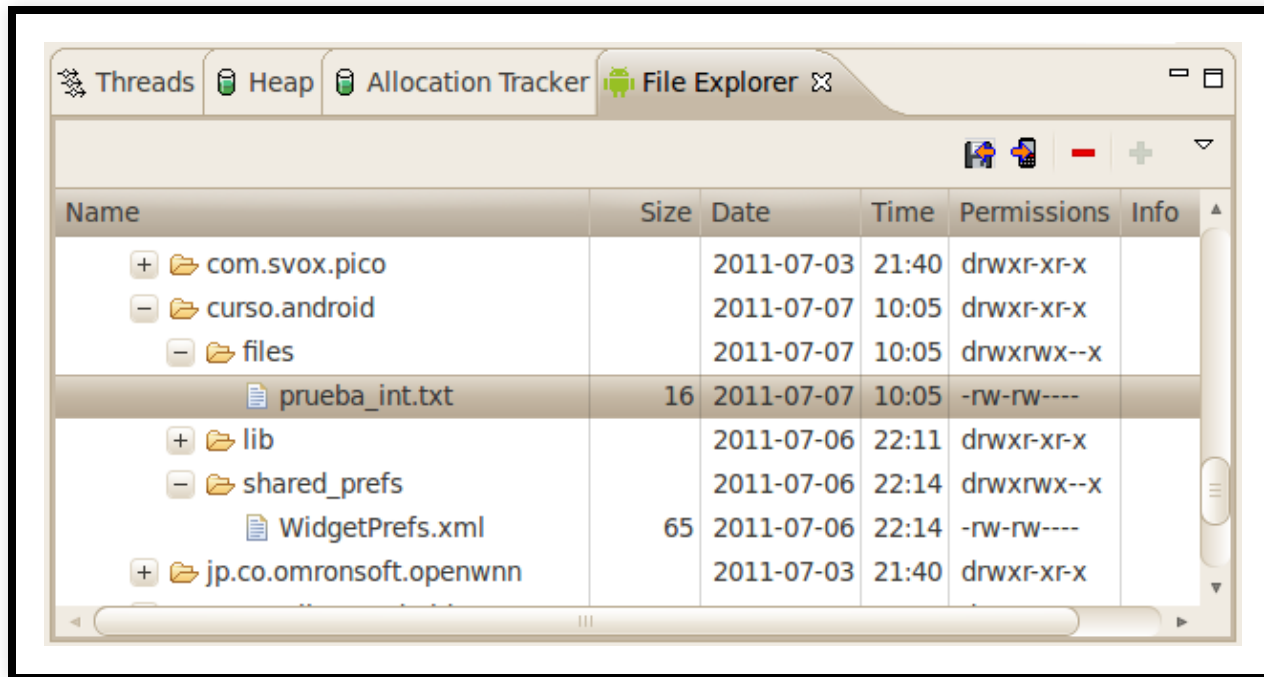 Threads Heap Allocation Tracker File Explorer
Name Size Date Time Permissions Info
com.svox.pico 2011-07-03 21:40 drwxr-xr-x
curso.android 2011-07-07 10:05 drwxr-xr-x
files 2011-07-07 10:05 drwxrwx--x
prueba_int.txt 16 2011-07-07 10:05 -rw-rw----
lib 2011-07-06 22:11 drwxr-xr-x
shared_prefs 2011-07-06 22:14 drwxrwx--x
WidgetPrefs.xml 65 2011-07-06 22:14 -rw-rw----
jp.co.omronsoft.openwnn 2011-07-03 21:40 drwxr-xr-x